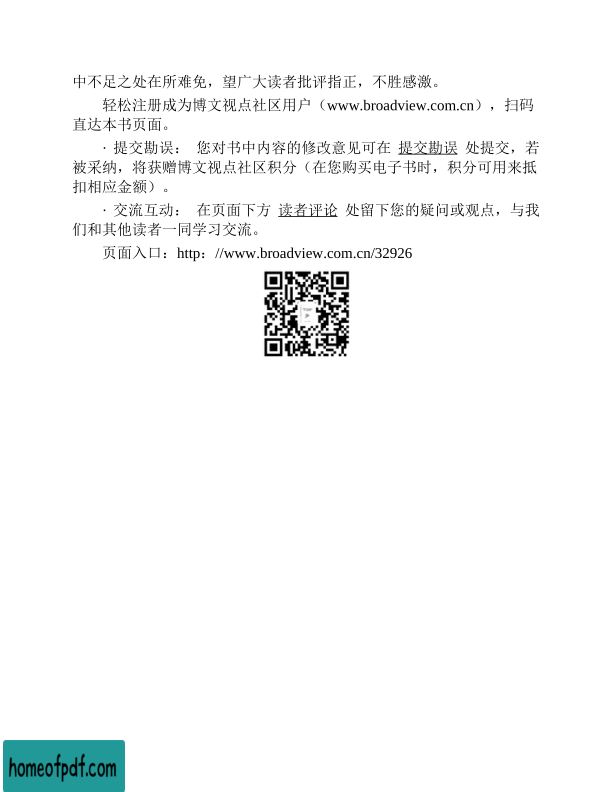 中不足之处在所难免，望广大读者批评指正，不胜感激。
轻松注册成为博文视点社区用户（www.broadview.com.cn），扫码
直达本书页面。
· 提交勘误： 您对书中内容的修改意见可在 提交勘误 处提交，若
被采纳，将获赠博文视点社区积分（在您购买电子书时，积分可用来抵
扣相应金额）。
· 交流互动： 在页面下方 读者评论 处留下您的疑问或观点，与我
们和其他读者一同学习交流。
页面入口：http：//www.broadview.com.cn/32926
homeofpdf.com